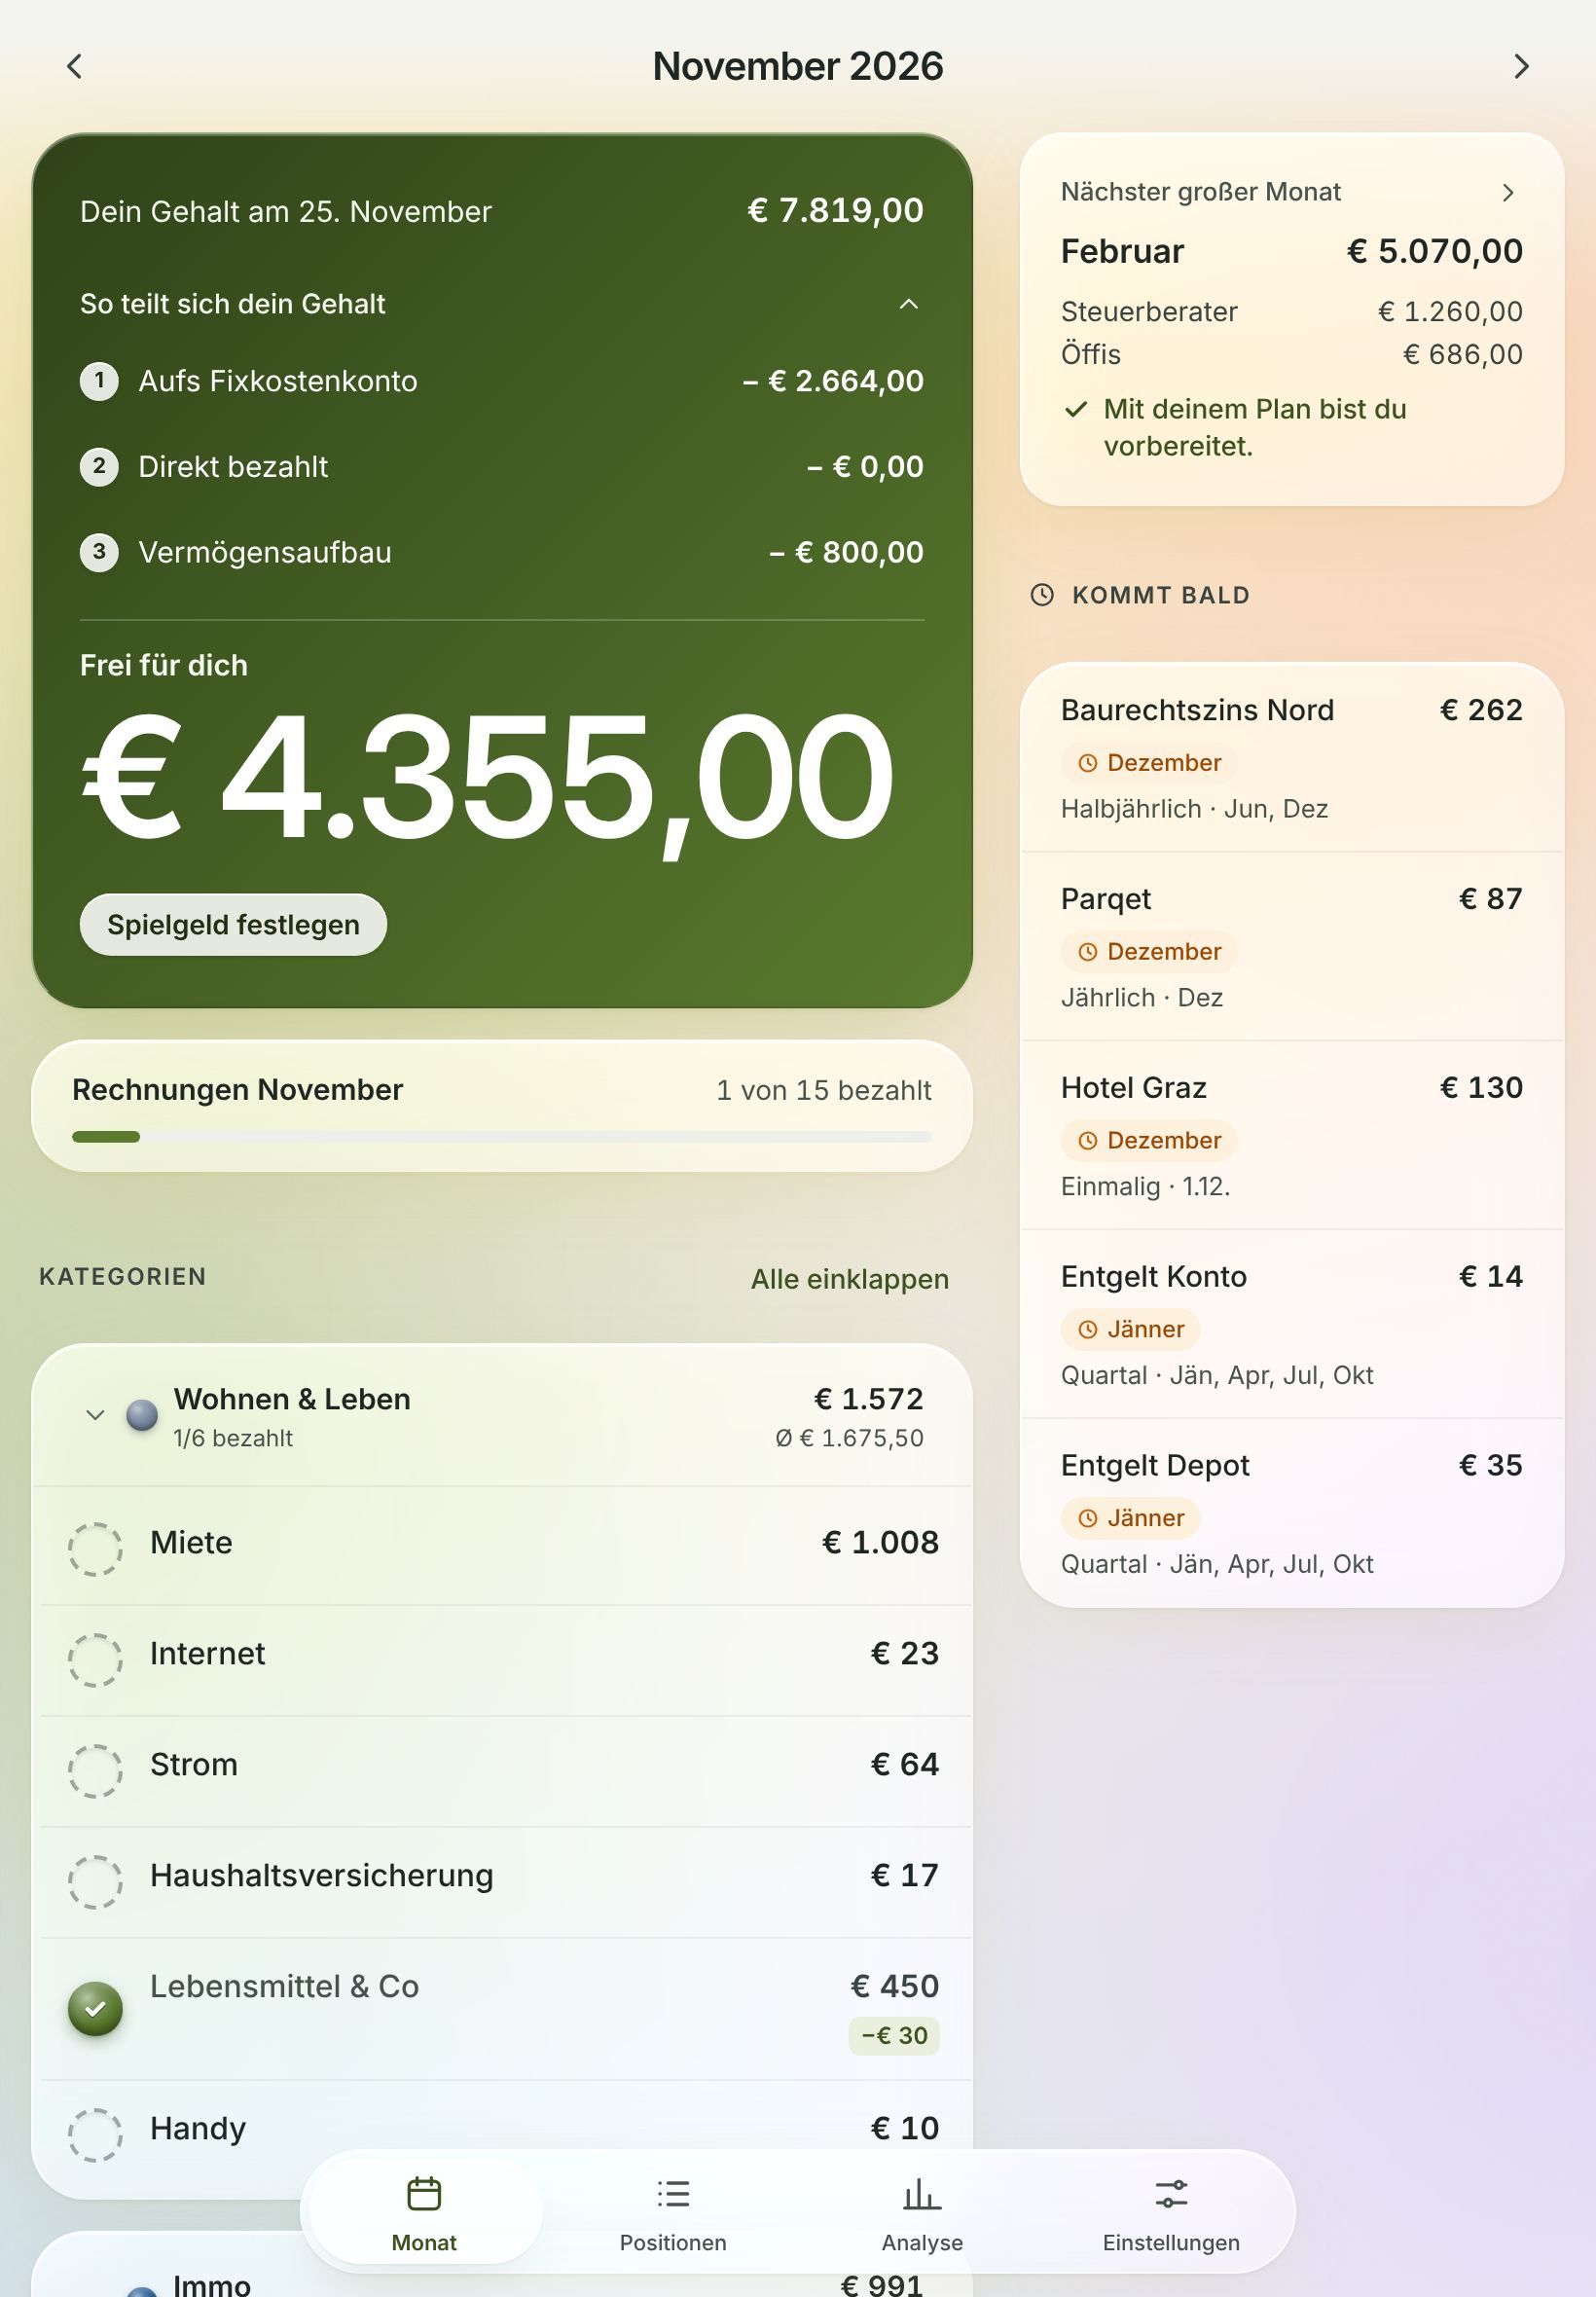 November 2026
Dein Gehalt am 25. November € 7.819,00
So teilt sich dein Gehalt
1 Aufs Fixkostenkonto – € 2.664,00
2 Direkt bezahlt – € 0,00
3 Vermögensaufbau – € 800,00
Frei für dich
€ 4.355,00
Spielgeld festlegen
Rechnungen November 1 von 15 bezahlt
KATEGORIEN Alle einklappen
Wohnen & Leben € 1.572
1/6 bezahlt Ø € 1.675,50
Miete € 1.008
Internet € 23
Strom € 64
Haushaltsversicherung € 17
Lebensmittel & Co € 450
−€ 30
Handy € 10
Immo € 991
Nächster großer Monat
Februar € 5.070,00
Steuerberater € 1.260,00
Öffis € 686,00
Mit deinem Plan bist du
vorbereitet.
KOMMT BALD
Baurechtszins Nord € 262
Dezember
Halbjährlich · Jun, Dez
Parqet € 87
Dezember
Jährlich · Dez
Hotel Graz € 130
Dezember
Einmalig · 1.12.
Entgelt Konto € 14
Jänner
Quartal · Jän, Apr, Jul, Okt
Entgelt Depot € 35
Jänner
Quartal · Jän, Apr, Jul, Okt
Monat Positionen Analyse Einstellungen